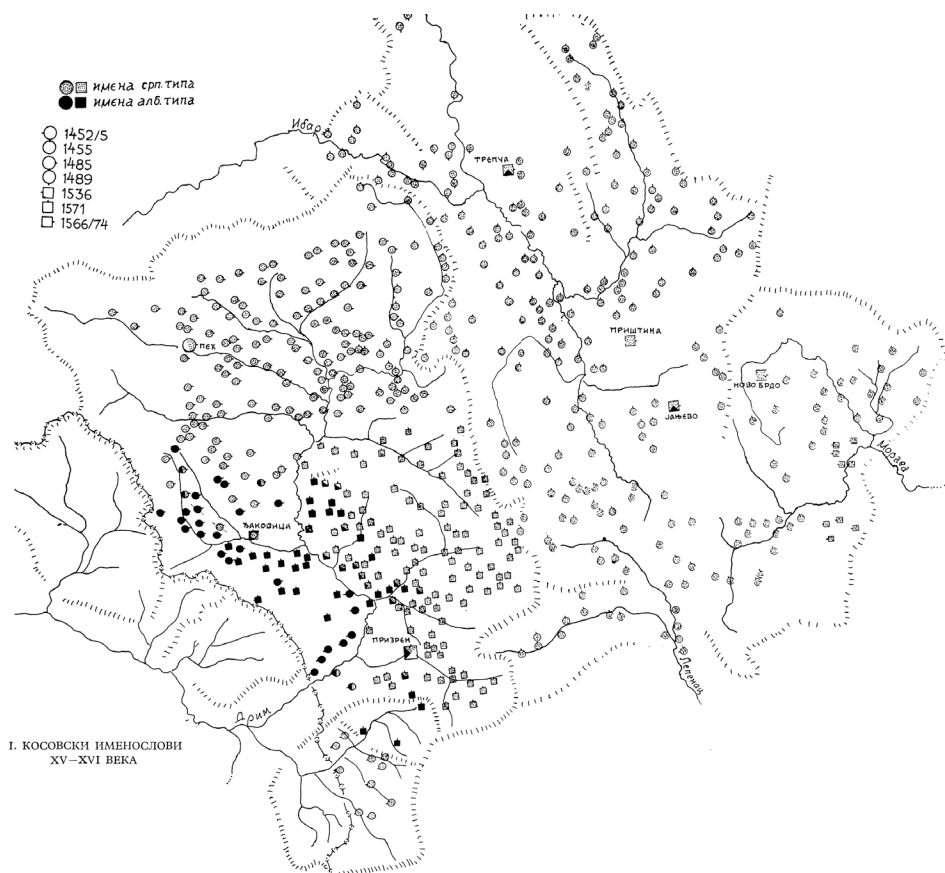 имена срп. типа
имена алб. типа
1452/5
1455
1485
1489
1536
1571
1566/74
Ибар
ТРЕПЧА
ПЕЋ
ПРИШТИНА
НОВО БРДО
ЈАЊЕВО
Морава
ЂАКОВИЦА
ПРИЗРЕН
Лепенац
Дрим
I. КОСОВСКИ ИМЕНОСЛОВИ
XV–XVI ВЕКА